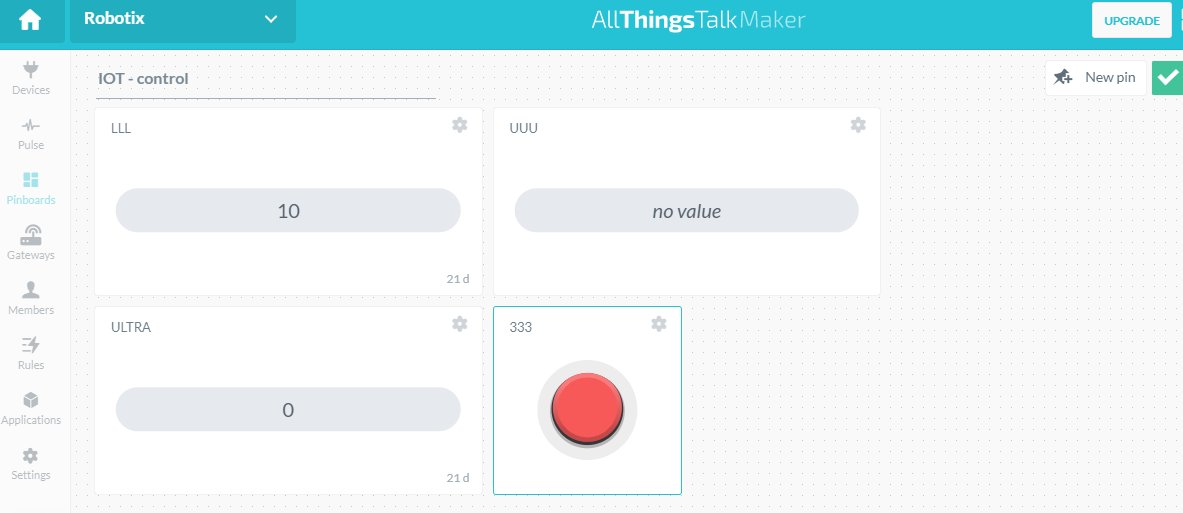 Robotix
AllThingsTalkMaker
UPGRADE
Devices
Pulse
Pinboards
Gateways
Members
Rules
Applications
Settings
IOT - control
New pin
LLL
10
21 d
UUU
no value
ULTRA
0
21 d
333